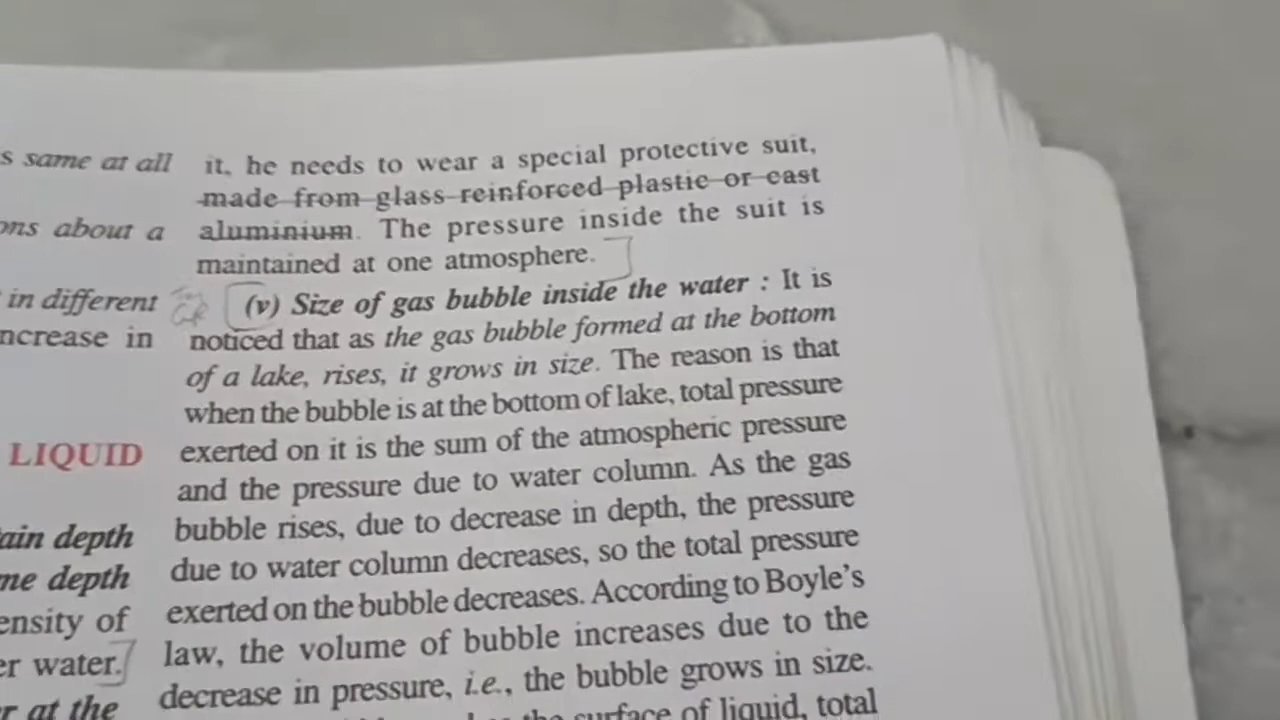 s same at all
ons about a
in different
ncrease in
LIQUID
ain depth
me depth
ensity of
er water.
r at the
it, he needs to wear a special protective suit,
made from glass reinforced plastic or cast
aluminium. The pressure inside the suit is
maintained at one atmosphere.
(v) Size of gas bubble inside the water : It is
noticed that as the gas bubble formed at the bottom
of a lake, rises, it grows in size. The reason is that
when the bubble is at the bottom of lake, total pressure
exerted on it is the sum of the atmospheric pressure
and the pressure due to water column. As the gas
bubble rises, due to decrease in depth, the pressure
due to water column decreases, so the total pressure
exerted on the bubble decreases. According to Boyle's
law, the volume of bubble increases due to the
decrease in pressure, i.e., the bubble grows in size.
the surface of liquid, total